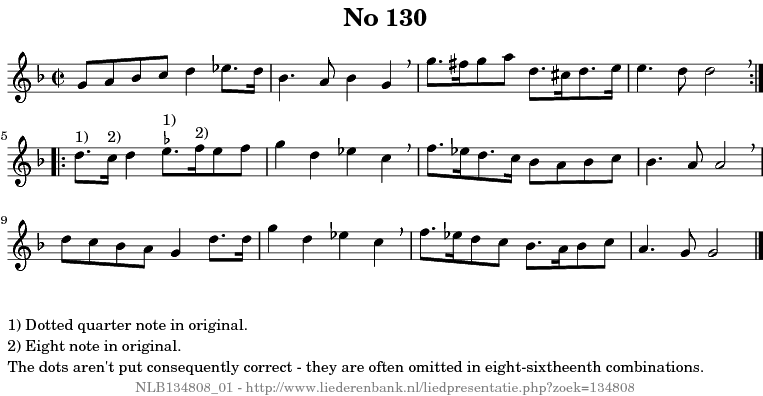 No 130
1) 2) 1) 2)
5
9
1) Dotted quarter note in original.
2) Eight note in original.
The dots aren't put consequently correct - they are often omitted in eight-sixtheenth combinations.
NLB134808_01 - http://www.liederenbank.nl/liedpresentatie.php?zoek=134808